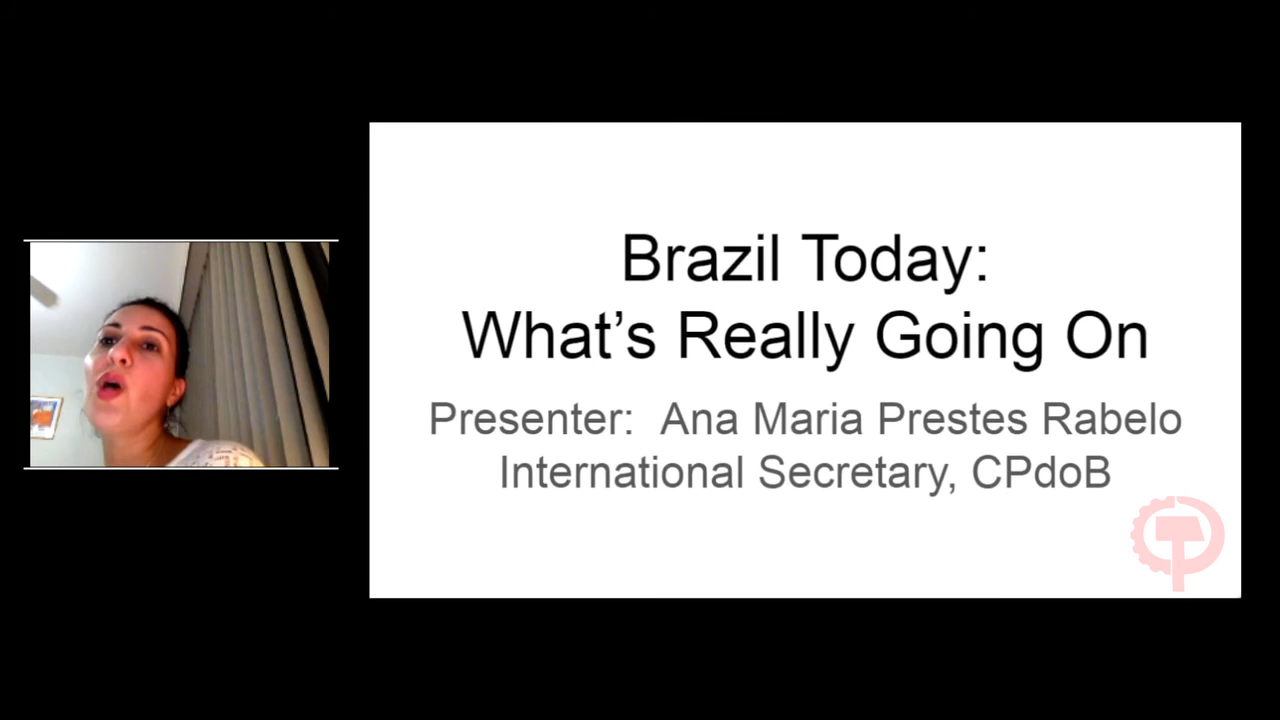 Brazil Today:
What's Really Going On
Presenter: Ana Maria Prestes Rabelo
International Secretary, CPdoB